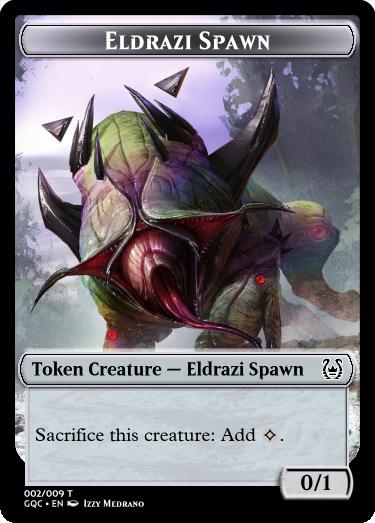 Eldrazi Spawn
Token Creature — Eldrazi Spawn
Sacrifice this creature: Add ◇.
0/1
002/009 T
GQC • EN Izzy Medrano